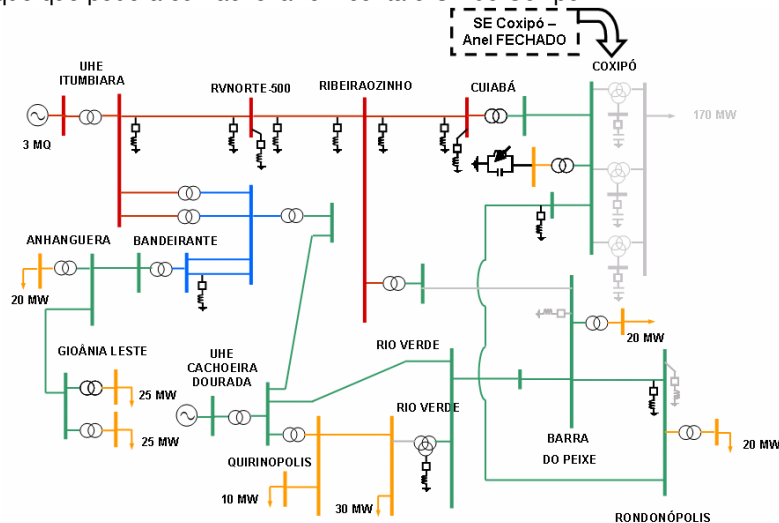 SE Coxipó –
Anel FECHADO
COXIPÓ
UHE
ITUMBIARA
RVNORTE-500
RIBEIRAOZINHO
CUIABÁ
170 MW
3 MQ
ANHANGUERA
BANDEIRANTE
20 MW
GIOÂNIA LESTE
25 MW
25 MW
UHE
CACHOEIRA
DOURADA
RIO VERDE
RIO VERDE
20 MW
QUIRINOPOLIS
10 MW
30 MW
BARRA
DO PEIXE
20 MW
RONDONÓPOLIS